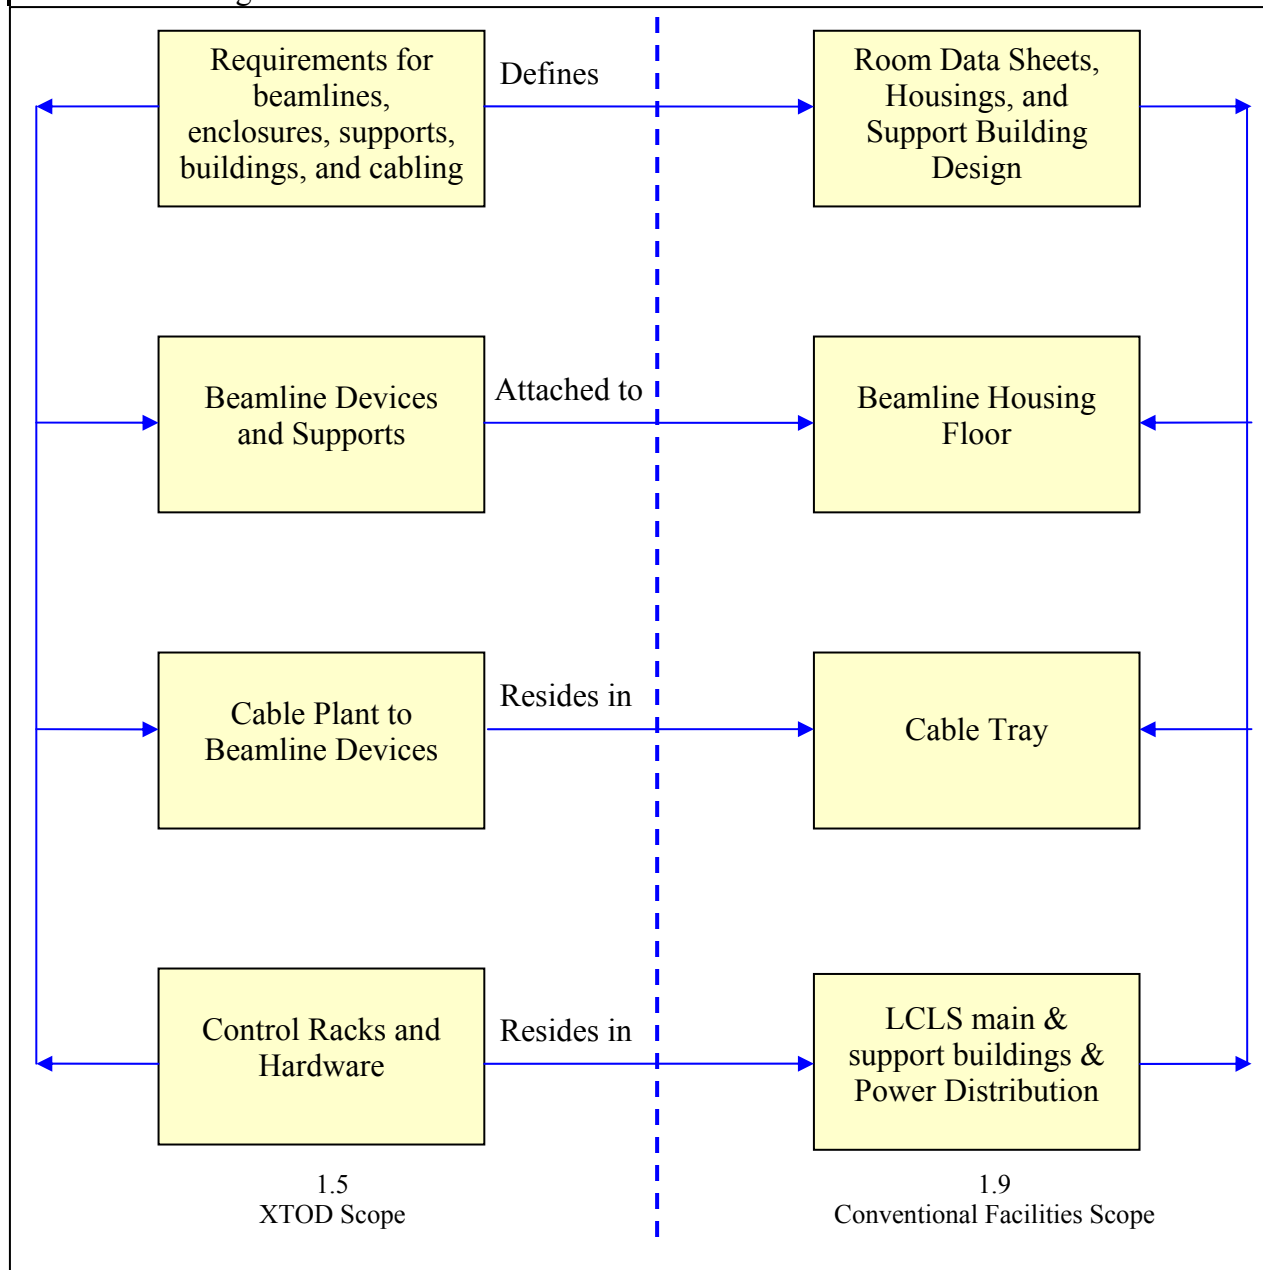 Requirements for
beamlines,
enclosures, supports,
buildings, and cabling
Defines
Room Data Sheets,
Housings, and
Support Building
Design
Beamline Devices
and Supports
Attached to
Beamline Housing
Floor
Cable Plant to
Beamline Devices
Resides in
Cable Tray
Control Racks and
Hardware
Resides in
LCLS main &
support buildings &
Power Distribution
1.5
XTOD Scope
1.9
Conventional Facilities Scope